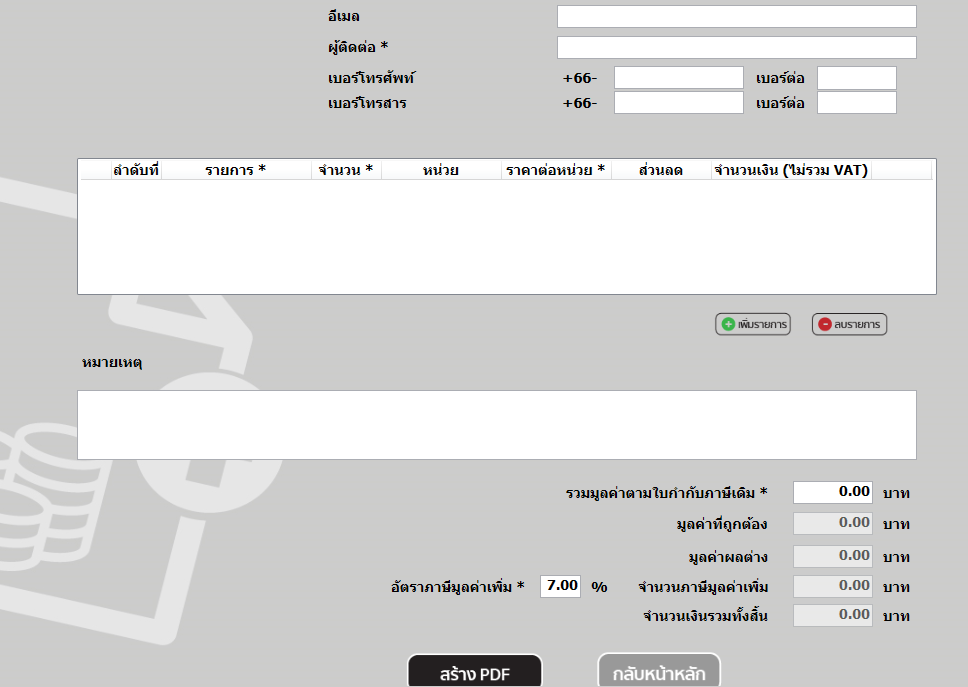 อีเมล
ผู้ติดต่อ *
เบอร์โทรศัพท์ +66- เบอร์ต่อ
เบอร์โทรสาร +66- เบอร์ต่อ
ลำดับที่ รายการ * จำนวน * หน่วย ราคาต่อหน่วย * ส่วนลด จำนวนเงิน (ไม่รวม VAT)
เพิ่มรายการ ลบรายการ
หมายเหตุ
รวมมูลค่าตามใบกำกับภาษีเดิม * 0.00 บาท
มูลค่าที่ถูกต้อง 0.00 บาท
มูลค่าผลต่าง 0.00 บาท
อัตราภาษีมูลค่าเพิ่ม * 7.00 % จำนวนภาษีมูลค่าเพิ่ม 0.00 บาท
จำนวนเงินรวมทั้งสิ้น 0.00 บาท
สร้าง PDF กลับหน้าหลัก